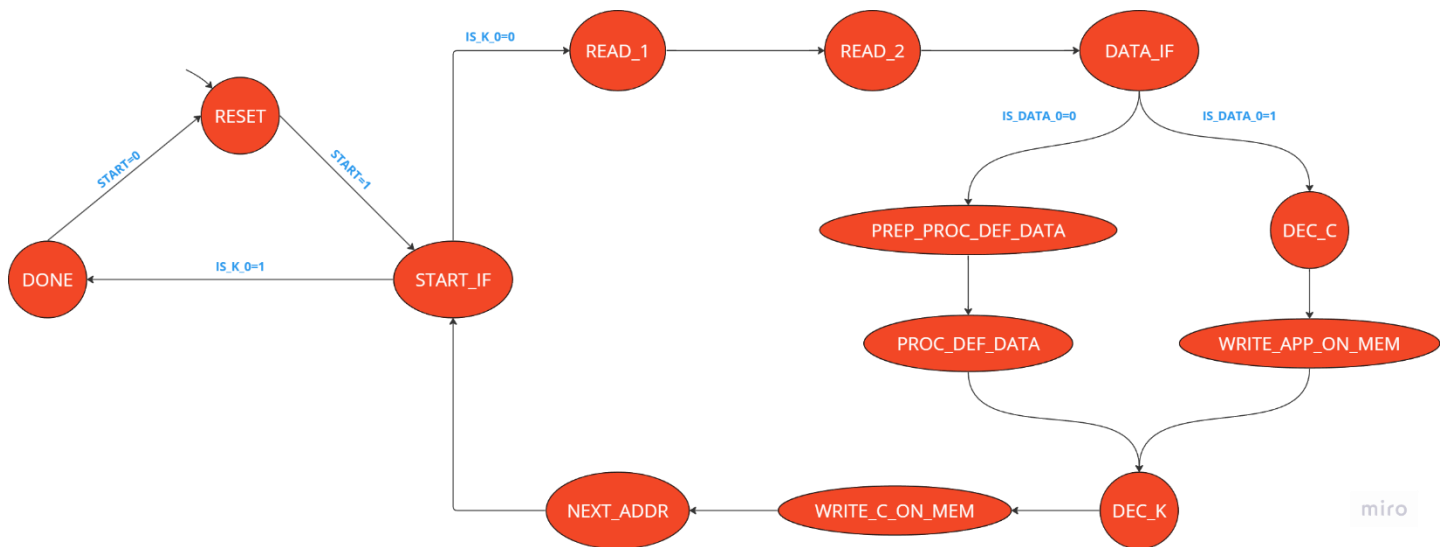 IS_K_0=0
READ_1
READ_2
DATA_IF
RESET
START=0
START=1
IS_DATA_0=0
IS_DATA_0=1
PREP_PROC_DEF_DATA
DEC_C
DONE
IS_K_0=1
START_IF
PROC_DEF_DATA
WRITE_APP_ON_MEM
NEXT_ADDR
WRITE_C_ON_MEM
DEC_K
miro